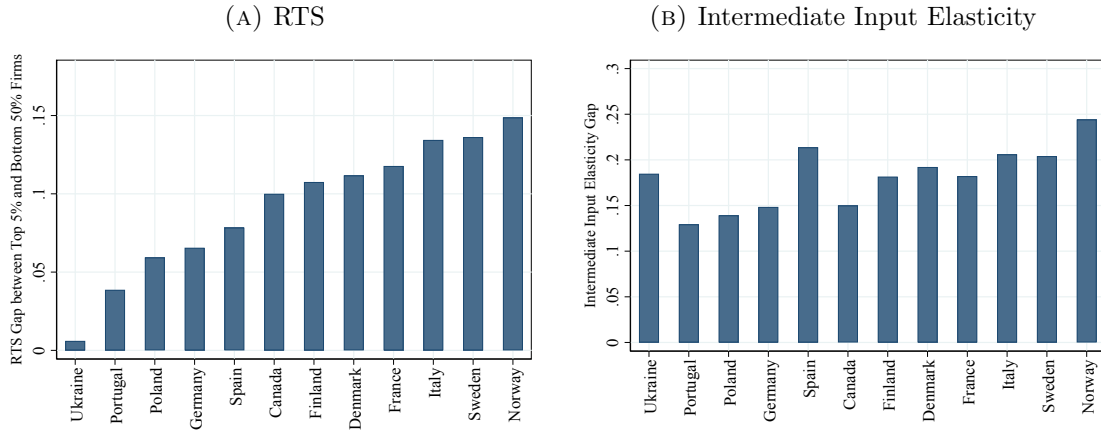 (A) RTS
RTS Gap between Top 5% and Bottom 50% Firms
.15
.1
.05
0
Ukraine
Portugal
Poland
Germany
Spain
Canada
Finland
Denmark
France
Italy
Sweden
Norway
(B) Intermediate Input Elasticity
Intermediate Input Elasticity Gap
.3
.25
.2
.15
.1
.05
0
Ukraine
Portugal
Poland
Germany
Spain
Canada
Finland
Denmark
France
Italy
Sweden
Norway